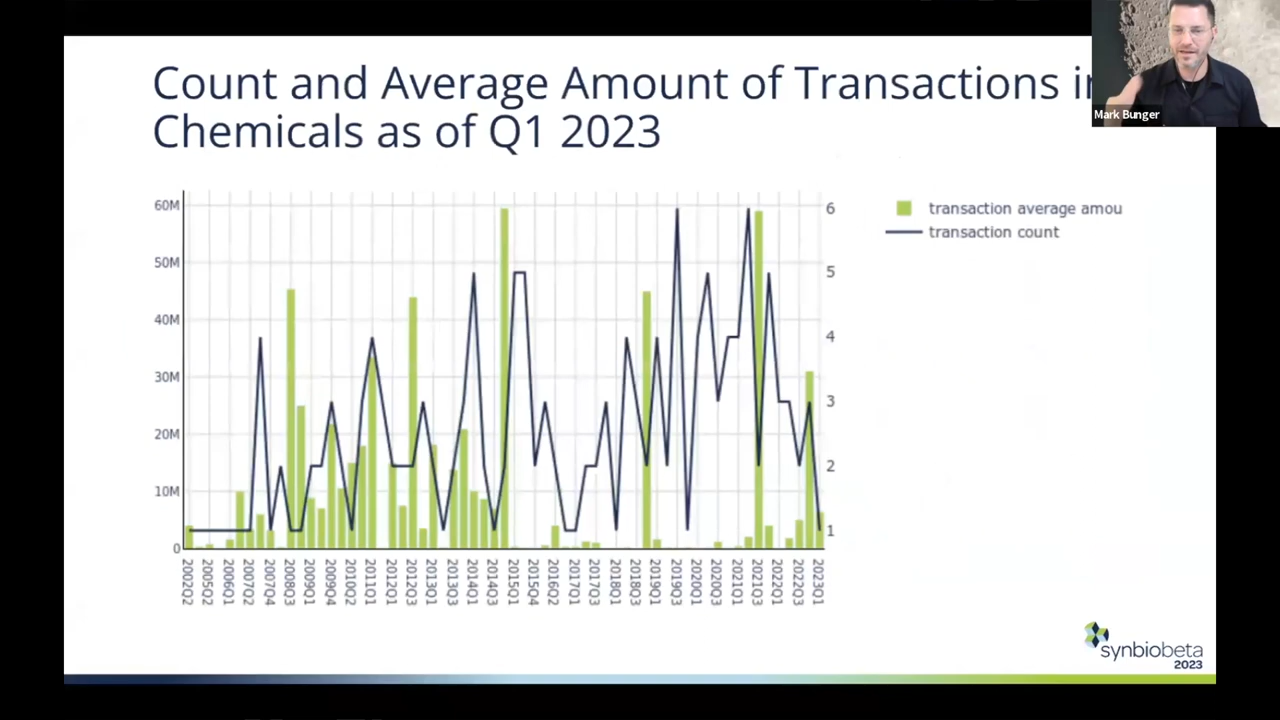 Count and Average Amount of Transactions in
Chemicals as of Q1 2023
Mark Bunger
60M
50M
40M
30M
20M
10M
0
6
5
4
3
2
1
transaction average amou
transaction count
2002Q2
2005Q2
2006Q1
2007Q2
2007Q4
2008Q3
2009Q1
2009Q4
2010Q2
2011Q1
2012Q1
2012Q3
2013Q1
2013Q3
2014Q1
2014Q3
2015Q1
2015Q4
2016Q2
2017Q1
2017Q3
2018Q1
2018Q3
2019Q1
2019Q3
2020Q1
2020Q3
2021Q1
2021Q3
2022Q1
2022Q3
2023Q1
synbiobeta
2023